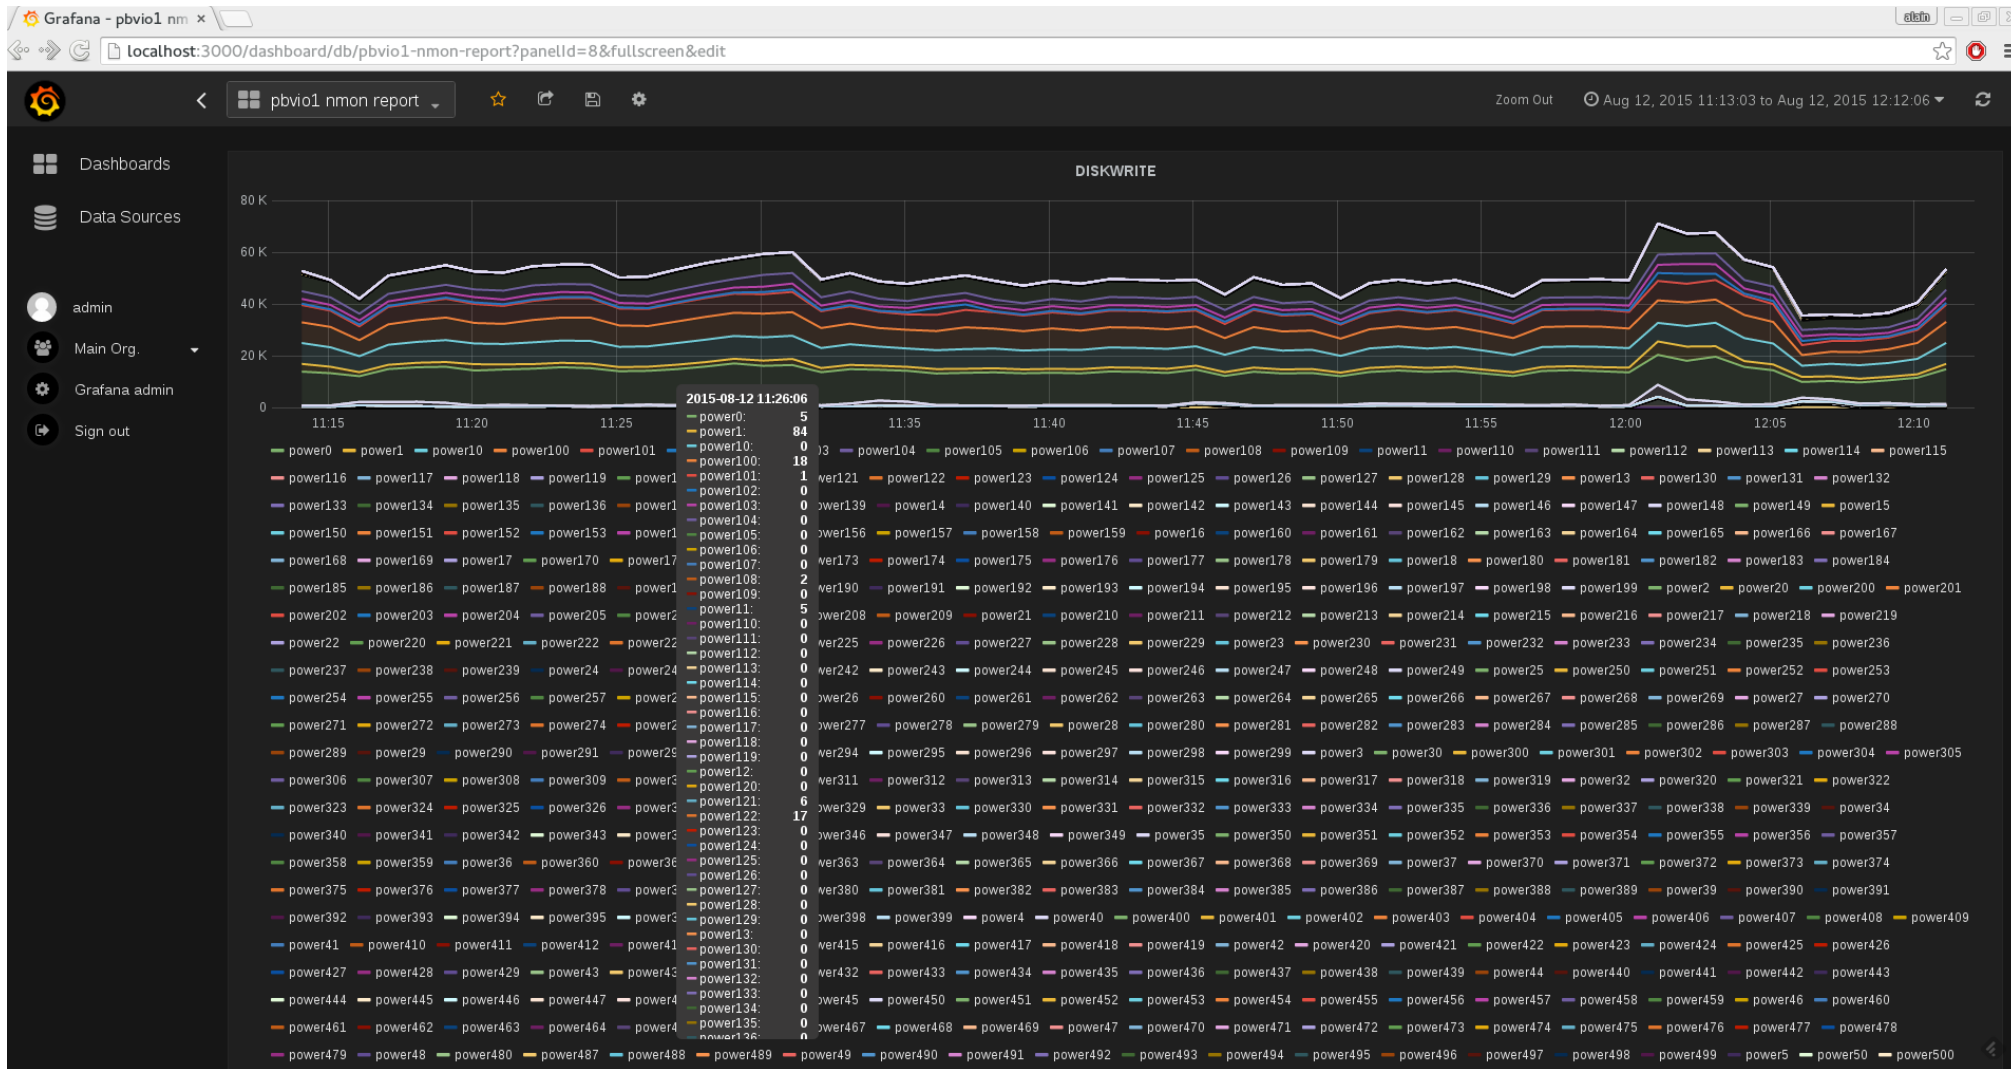 Grafana - pbvio1 nm ×
alain
localhost:3000/dashboard/db/pbvio1-nmon-report?panelId=8&fullscreen&edit
pbvio1 nmon report
Zoom Out
Aug 12, 2015 11:13:03 to Aug 12, 2015 12:12:06
Dashboards
Data Sources
admin
Main Org.
Grafana admin
Sign out
DISKWRITE
80 K
60 K
40 K
20 K
0
11:15 11:20 11:25 11:35 11:40 11:45 11:50 11:55 12:00 12:05 12:10
2015-08-12 11:26:06
power0: 5
power1: 84
power10: 0
power100: 18
power101: 1
power102: 0
power103: 0
power104: 0
power105: 0
power106: 0
power107: 0
power108: 2
power109: 0
power11: 5
power110: 0
power111: 0
power112: 0
power113: 0
power114: 0
power115: 0
power116: 0
power117: 0
power118: 0
power119: 0
power12: 0
power120: 0
power121: 6
power122: 17
power123: 0
power124: 0
power125: 0
power126: 0
power127: 0
power128: 0
power129: 0
power13: 0
power130: 0
power131: 0
power132: 0
power133: 0
power134: 0
power135: 0
power136: 0
power0 power1 power10 power100 power101 power104 power105 power106 power107 power108 power109 power11 power110 power111 power112 power113 power114 power115
power116 power117 power118 power119 power122 power123 power124 power125 power126 power127 power128 power129 power13 power130 power131 power132
power133 power134 power135 power136 power14 power140 power141 power142 power143 power144 power145 power146 power147 power148 power149 power15
power150 power151 power152 power153 power157 power158 power159 power16 power160 power161 power162 power163 power164 power165 power166 power167
power168 power169 power17 power170 power174 power175 power176 power177 power178 power179 power18 power180 power181 power182 power183 power184
power185 power186 power187 power188 power191 power192 power193 power194 power195 power196 power197 power198 power199 power2 power20 power200 power201
power202 power203 power204 power205 power209 power21 power210 power211 power212 power213 power214 power215 power216 power217 power218 power219
power22 power220 power221 power222 power226 power227 power228 power229 power23 power230 power231 power232 power233 power234 power235 power236
power237 power238 power239 power24 power243 power244 power245 power246 power247 power248 power249 power25 power250 power251 power252 power253
power254 power255 power256 power257 power260 power261 power262 power263 power264 power265 power266 power267 power268 power269 power27 power270
power271 power272 power273 power274 power278 power279 power28 power280 power281 power282 power283 power284 power285 power286 power287 power288
power289 power29 power290 power291 power295 power296 power297 power298 power299 power3 power30 power300 power301 power302 power303 power304 power305
power306 power307 power308 power309 power312 power313 power314 power315 power316 power317 power318 power319 power32 power320 power321 power322
power323 power324 power325 power326 power33 power330 power331 power332 power333 power334 power335 power336 power337 power338 power339 power34
power340 power341 power342 power343 power347 power348 power349 power35 power350 power351 power352 power353 power354 power355 power356 power357
power358 power359 power36 power360 power364 power365 power366 power367 power368 power369 power37 power370 power371 power372 power373 power374
power375 power376 power377 power378 power381 power382 power383 power384 power385 power386 power387 power388 power389 power39 power390 power391
power392 power393 power394 power395 power399 power4 power40 power400 power401 power402 power403 power404 power405 power406 power407 power408 power409
power41 power410 power411 power412 power416 power417 power418 power419 power42 power420 power421 power422 power423 power424 power425 power426
power427 power428 power429 power43 power433 power434 power435 power436 power437 power438 power439 power44 power440 power441 power442 power443
power444 power445 power446 power447 power450 power451 power452 power453 power454 power455 power456 power457 power458 power459 power46 power460
power461 power462 power463 power464 power468 power469 power47 power470 power471 power472 power473 power474 power475 power476 power477 power478
power479 power48 power480 power487 power488 power489 power49 power490 power491 power492 power493 power494 power495 power496 power497 power498 power499 power5 power50 power500